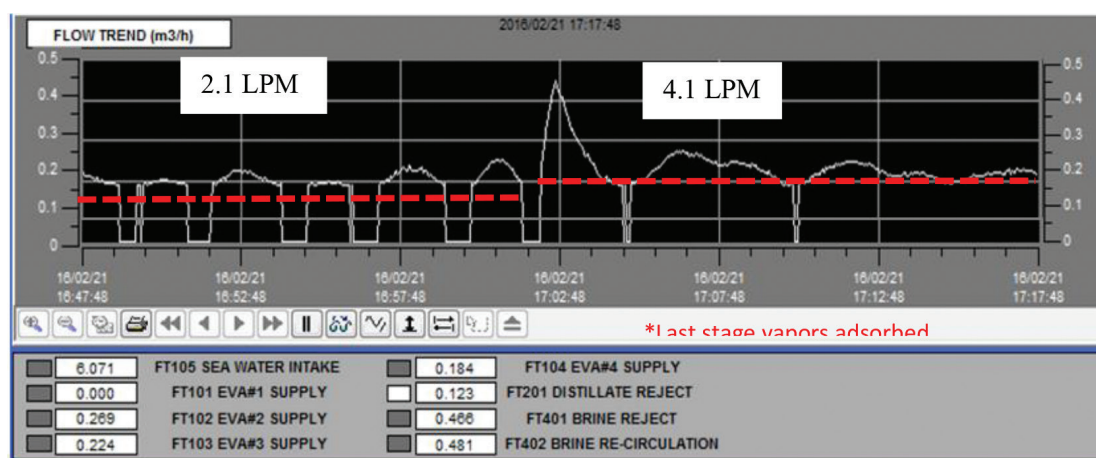 2016/02/21 17:17:48
FLOW TREND (m3/h)
2.1 LPM
4.1 LPM
0.5 0.5
0.4 0.4
0.3 0.3
0.2 0.2
0.1 0.1
0 0
16/02/21 16/02/21 16/02/21 16/02/21 16/02/21 16/02/21 16/02/21
16:47:48 16:52:48 16:57:48 17:02:48 17:07:48 17:12:48 17:17:48
*Last stage vapors adsorbed
6.071 FT105 SEA WATER INTAKE 0.184 FT104 EVA#4 SUPPLY
0.000 FT101 EVA#1 SUPPLY 0.123 FT201 DISTILLATE REJECT
0.269 FT102 EVA#2 SUPPLY 0.466 FT401 BRINE REJECT
0.224 FT103 EVA#3 SUPPLY 0.481 FT402 BRINE RE-CIRCULATION